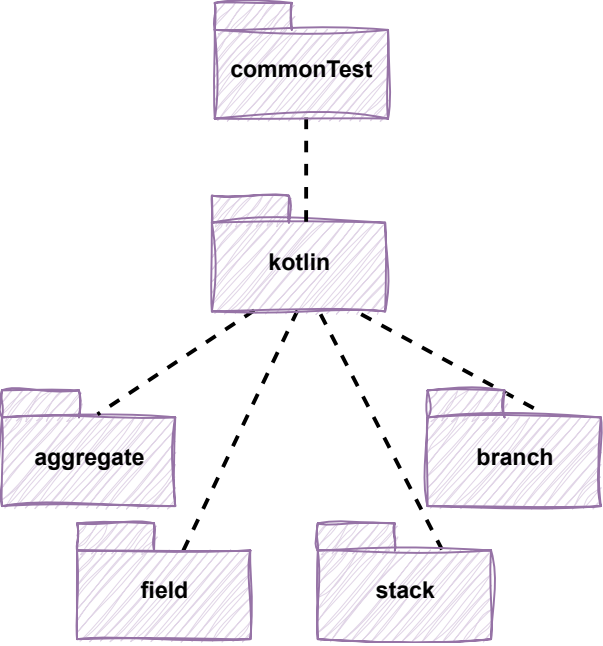 commonTest
kotlin
aggregate
branch
field
stack